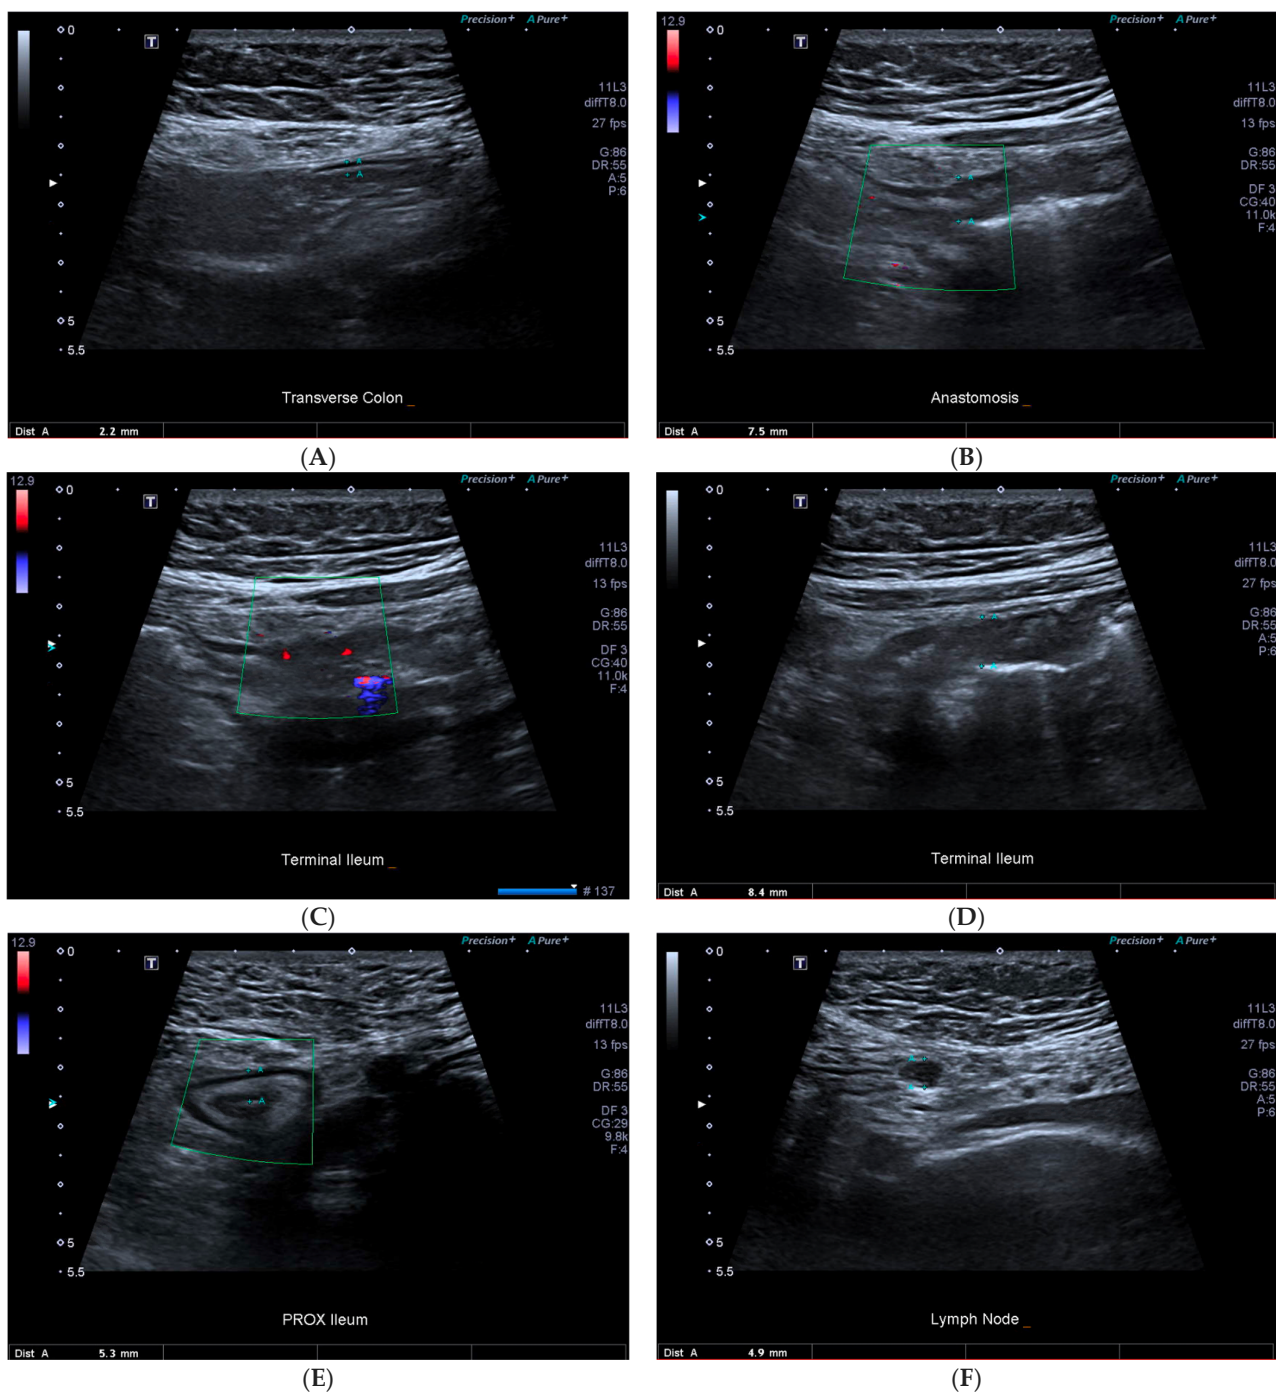 Precision+ A Pure+
0
T
11L3
diffT8.0
27 fps
G:86
DR:55
A:5
P:6
A
A
5
5.5
Transverse Colon _
Dist A 2.2 mm
(A)
12.9
Precision+ A Pure+
0
T
11L3
diffT8.0
13 fps
G:86
DR:55
DF 3
CG:40
11.0k
F:4
A
A
5
5.5
Anastomosis _
Dist A 7.5 mm
(B)
12.9
Precision+ A Pure+
0
T
11L3
diffT8.0
13 fps
G:86
DR:55
DF 3
CG:40
11.0k
F:4
5
5.5
Terminal Ileum _
# 137
(C)
Precision+ A Pure+
0
T
11L3
diffT8.0
27 fps
G:86
DR:55
A:5
P:6
A
A
5
5.5
Terminal Ileum
Dist A 8.4 mm
(D)
12.9
Precision+ A Pure+
0
T
11L3
diffT8.0
13 fps
G:86
DR:55
DF 3
CG:29
9.8k
F:4
A
A
5
5.5
PROX Ileum
Dist A 5.3 mm
(E)
Precision+ A Pure+
0
T
11L3
diffT8.0
27 fps
G:86
DR:55
A:5
P:6
A
A
5
5.5
Lymph Node _
Dist A 4.9 mm
(F)